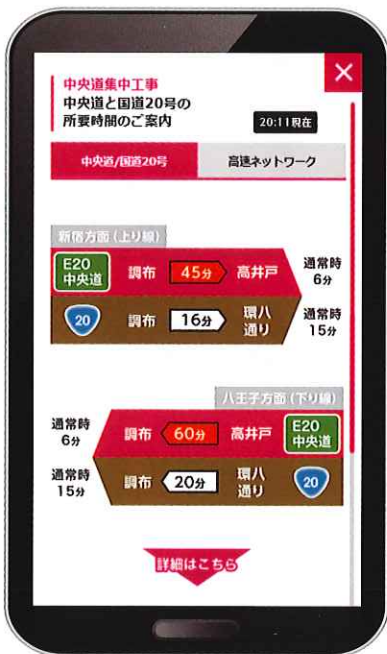 中央道集中工事
中央道と国道20号の
所要時間のご案内
20:11現在
中央道/国道20号
高速ネットワーク
新宿方面(上り線)
E20
中央道
調布
45分
高井戸
通常時
6分
20
調布
16分
環八
通り
通常時
15分
八王子方面(下り線)
通常時
6分
調布
60分
高井戸
E20
中央道
通常時
15分
調布
20分
環八
通り
20
詳細はこちら